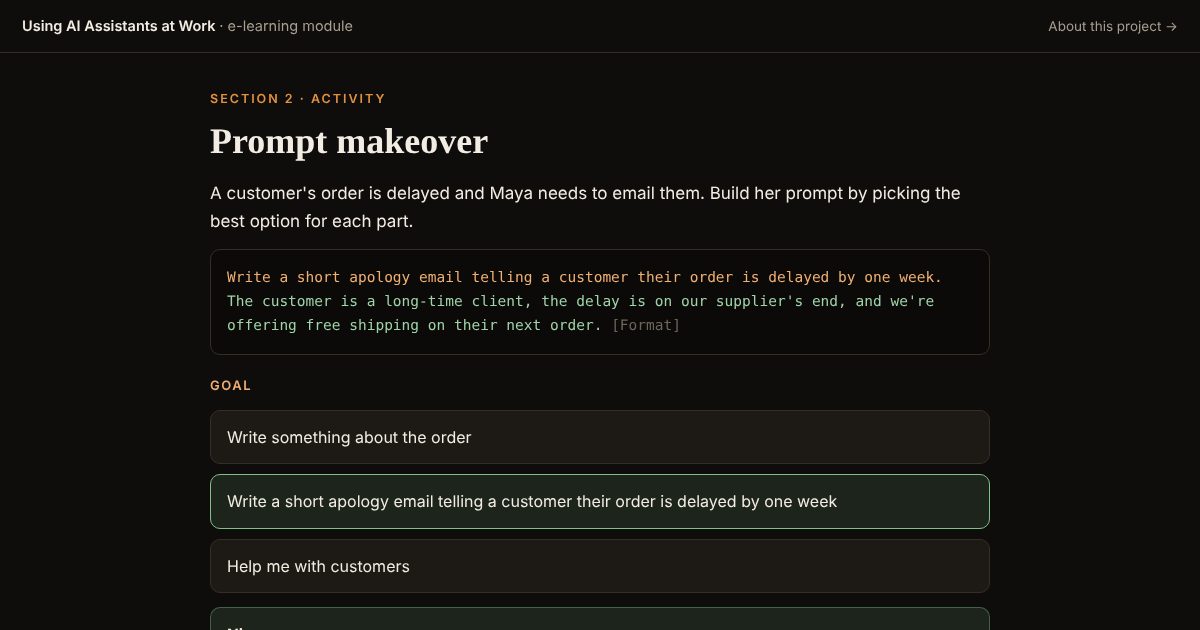 Using AI Assistants at Work · e-learning module
About this project →
SECTION 2 · ACTIVITY
Prompt makeover
A customer's order is delayed and Maya needs to email them. Build her prompt by picking the
best option for each part.
Write a short apology email telling a customer their order is delayed by one week.
The customer is a long-time client, the delay is on our supplier's end, and we're
offering free shipping on their next order. [Format]
GOAL
Write something about the order
Write a short apology email telling a customer their order is delayed by one week
Help me with customers